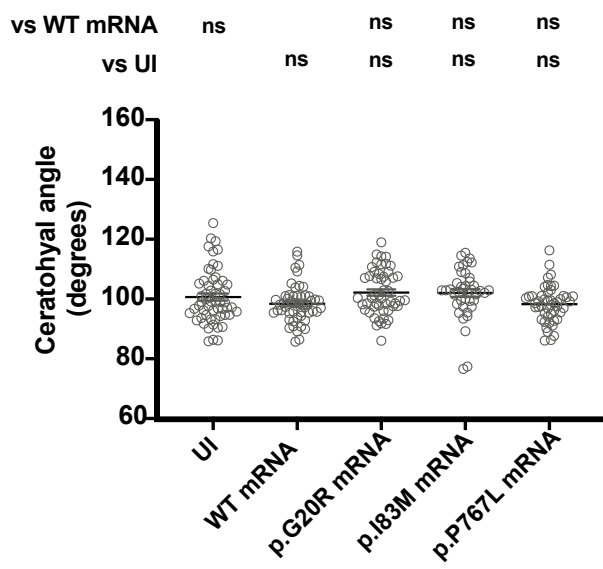 vs WT mRNA ns ns ns ns
vs UI ns ns ns ns
160
140
120
100
80
60
Ceratohyal angle
(degrees)
UI
WT mRNA
p.G20R mRNA
p.I83M mRNA
p.P767L mRNA